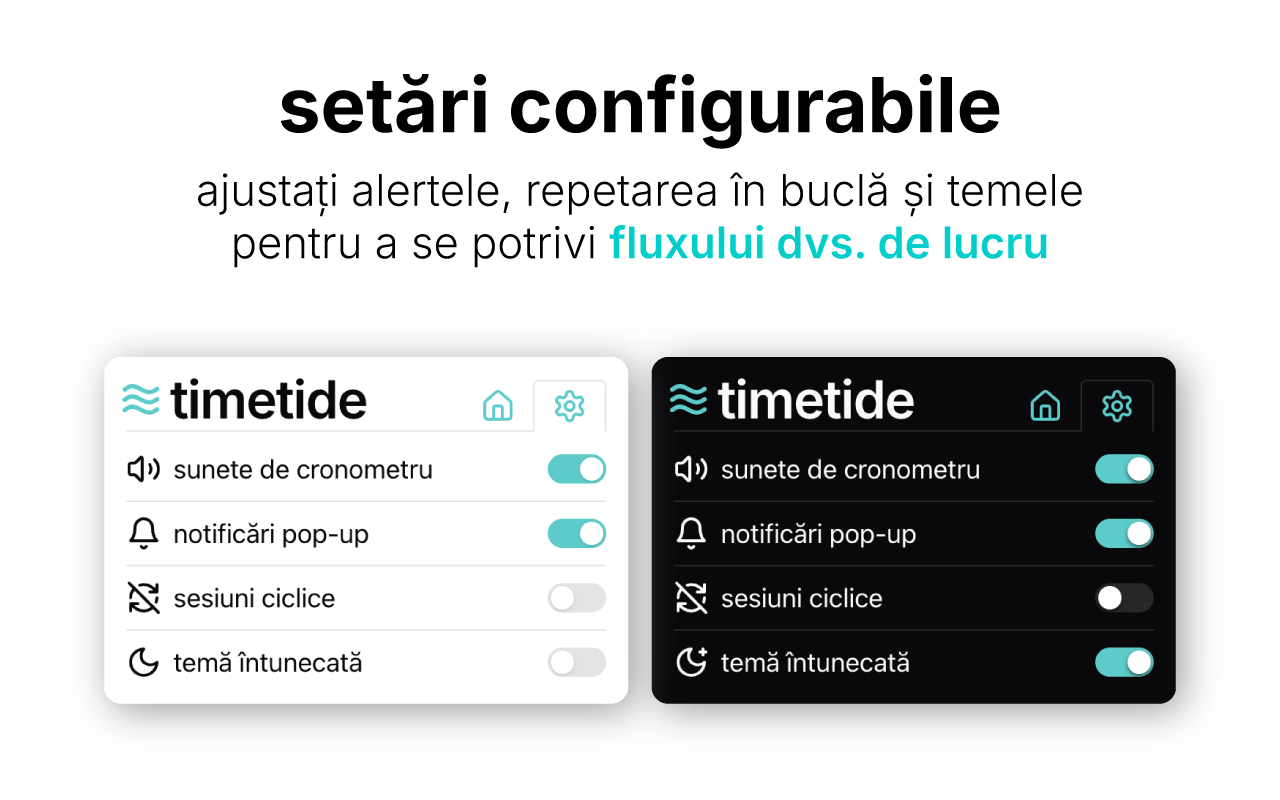 setări configurabile
ajustați alertele, repetarea în buclă și temele
pentru a se potrivi fluxului dvs. de lucru
timetide
sunete de cronometru
notificări pop-up
sesiuni ciclice
temă întunecată
timetide
sunete de cronometru
notificări pop-up
sesiuni ciclice
temă întunecată